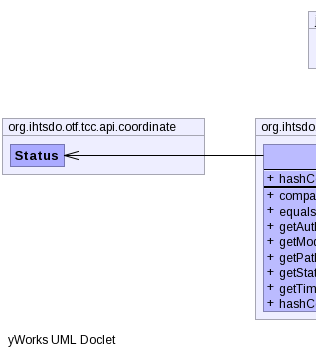 org.ihtsdo.otf.tcc.api.coordinate
Status
org.ihtsdo.
+ hashC
+ compa
+ equals
+ getAut
+ getMod
+ getPath
+ getStat
+ getTim
+ hashC
yWorks UML Doclet